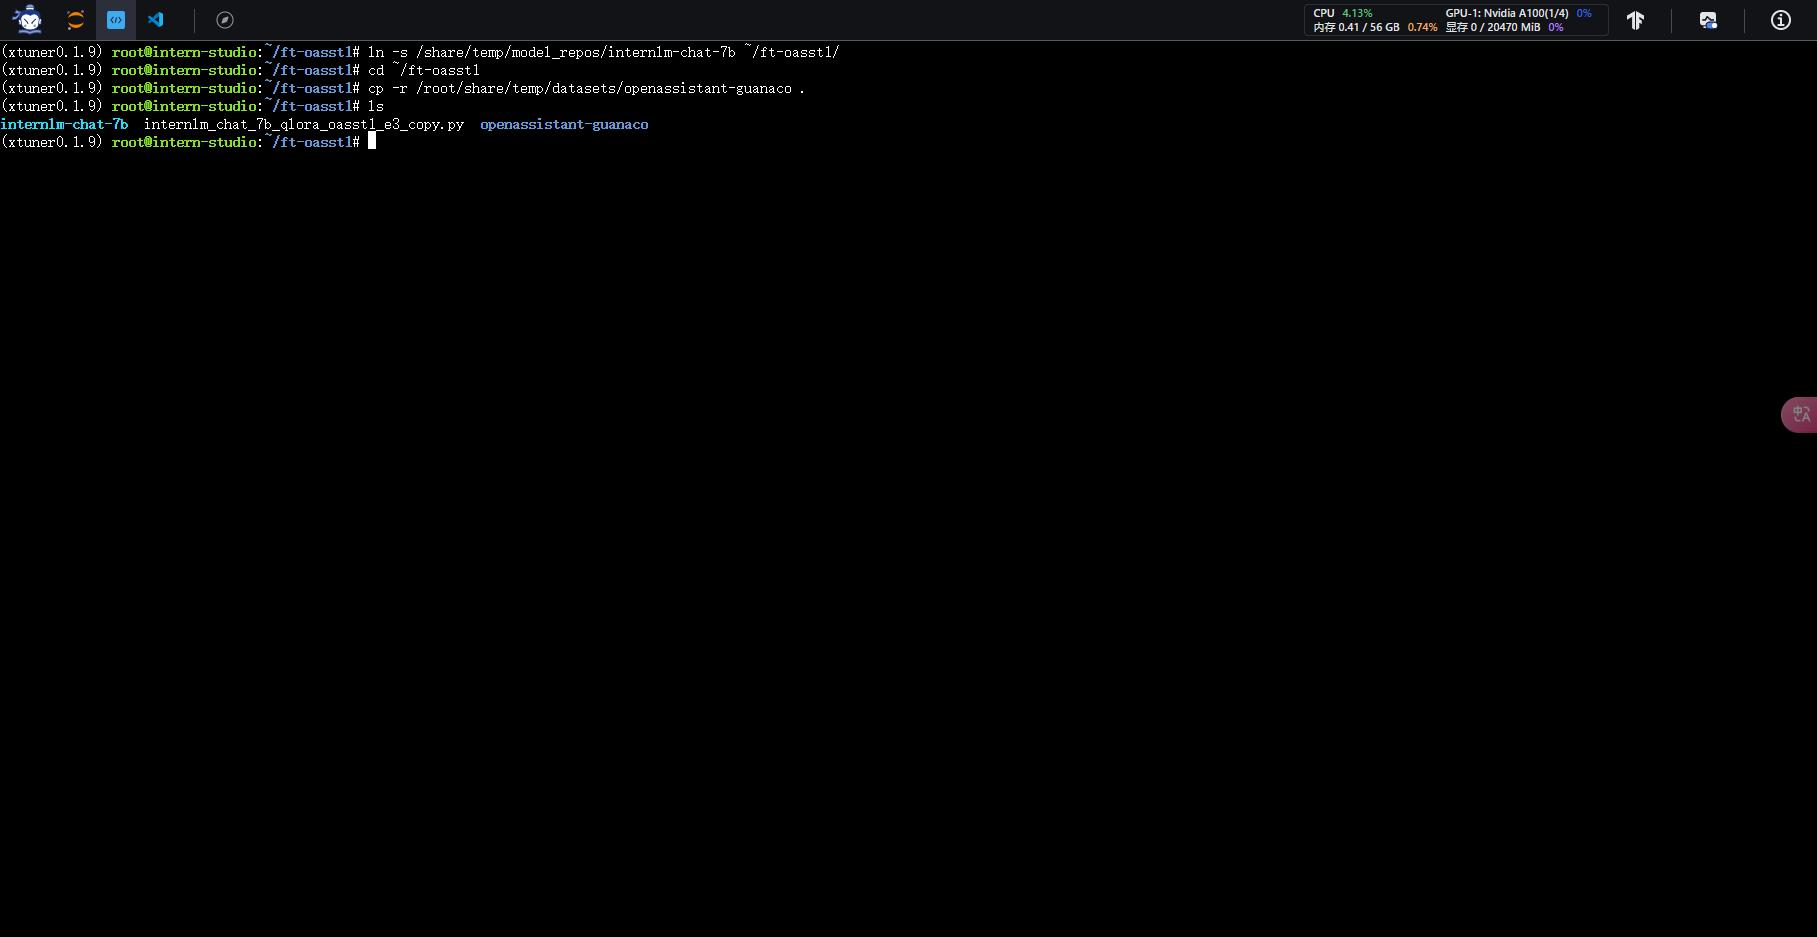 CPU 4.13% GPU-1: Nvidia A100(1/4) 0%
内存 0.41 / 56 GB 0.74% 显存 0 / 20470 MiB 0%
(xtuner0.1.9) root@intern-studio:~/ft-oasst1# ln -s /share/temp/model_repos/internlm-chat-7b ~/ft-oasst1/
(xtuner0.1.9) root@intern-studio:~/ft-oasst1# cd ~/ft-oasst1
(xtuner0.1.9) root@intern-studio:~/ft-oasst1# cp -r /root/share/temp/datasets/openassistant-guanaco .
(xtuner0.1.9) root@intern-studio:~/ft-oasst1# ls
internlm-chat-7b internlm_chat_7b_qlora_oasst1_e3_copy.py openassistant-guanaco
(xtuner0.1.9) root@intern-studio:~/ft-oasst1#
中A